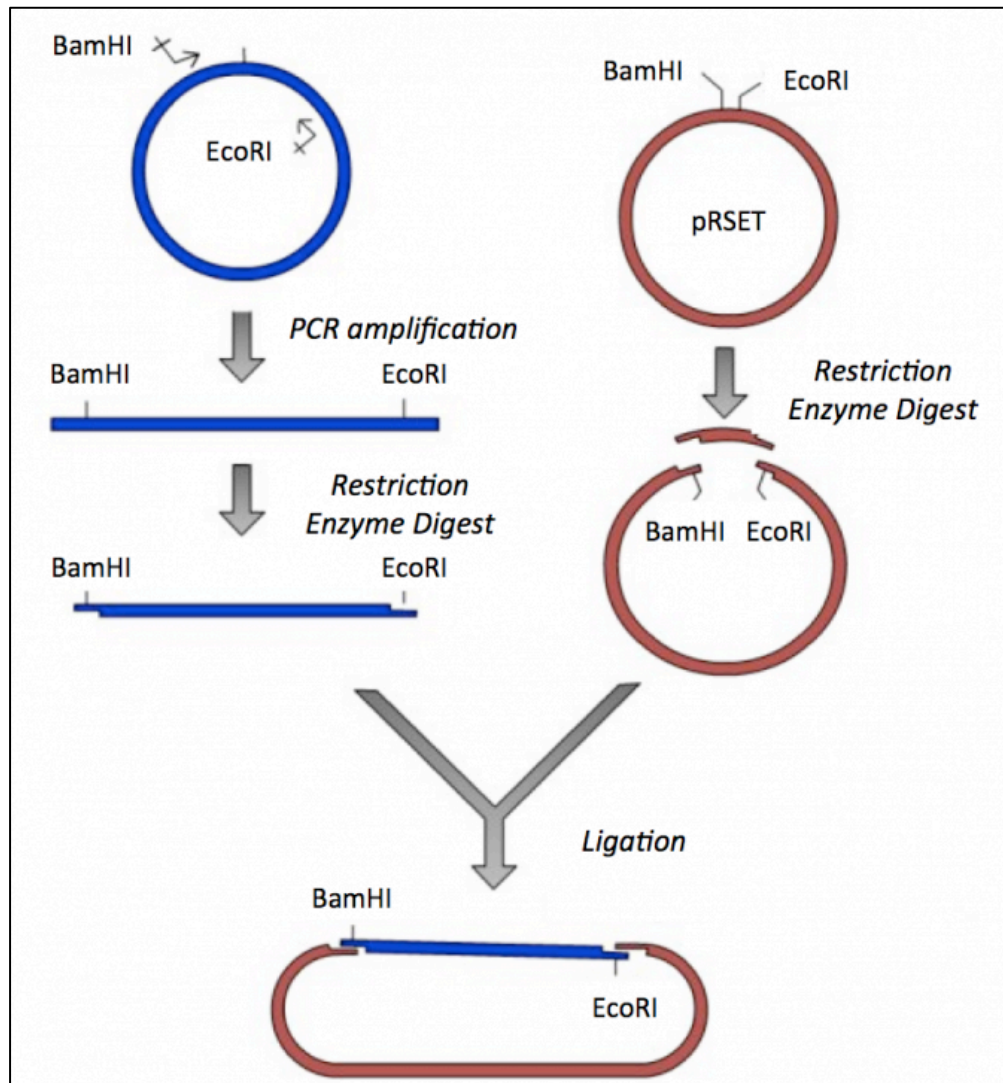 BamHI
EcoRI
BamHI
EcoRI
pRSET
PCR amplification
BamHI
EcoRI
Restriction
Enzyme Digest
Restriction
Enzyme Digest
BamHI
EcoRI
BamHI
EcoRI
Ligation
BamHI
EcoRI